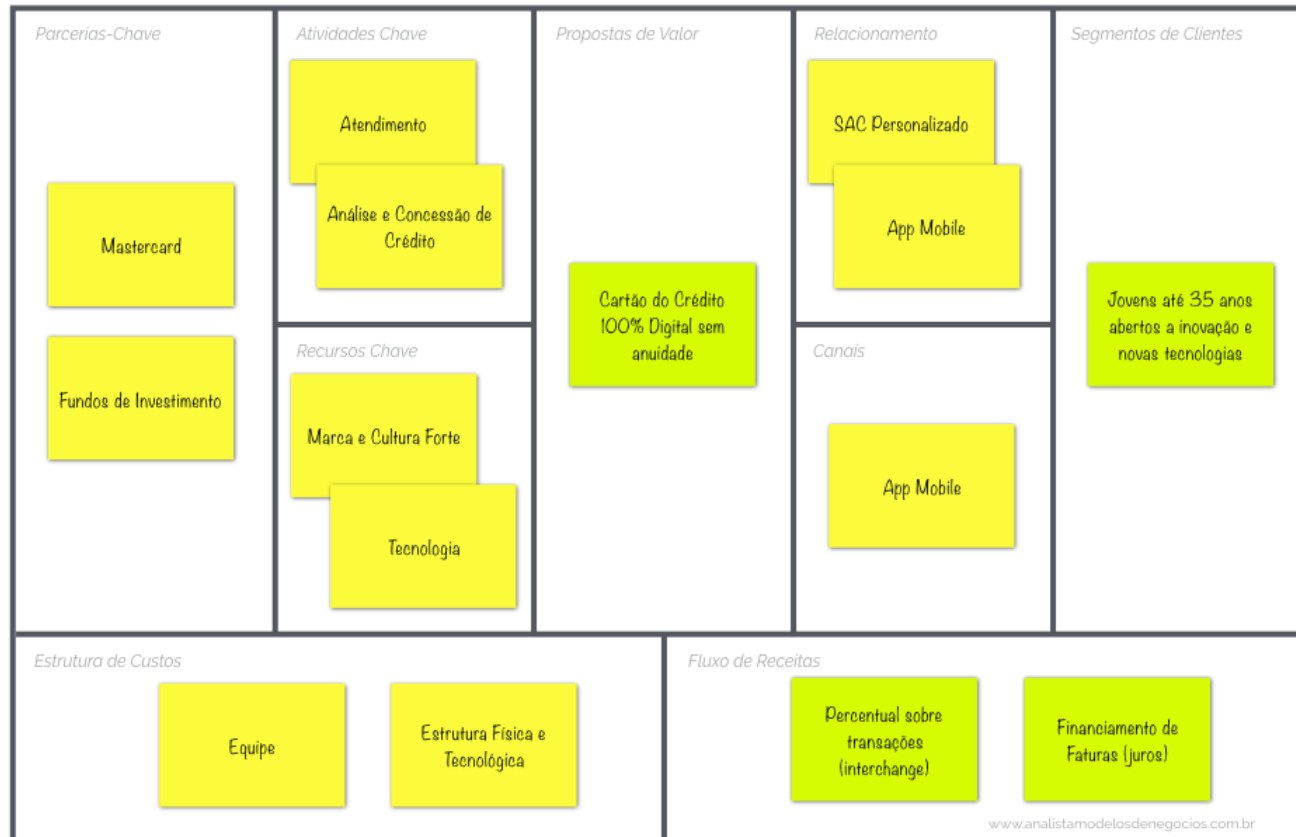 Parcerias-Chave
Mastercard
Fundos de Investimento
Atividades Chave
Atendimento
Análise e Concessão de
Crédito
Recursos Chave
Marca e Cultura Forte
Tecnologia
Propostas de Valor
Cartão do Crédito
100% Digital sem
anuidade
Relacionamento
SAC Personalizado
App Mobile
Canais
App Mobile
Segmentos de Clientes
Jovens até 35 anos
abertos a inovação e
novas tecnologias
Estrutura de Custos
Equipe
Estrutura Física e
Tecnológica
Fluxo de Receitas
Percentual sobre
transações
(interchange)
Financiamento de
Faturas (juros)
www.analistamodelosdenegocios.com.br